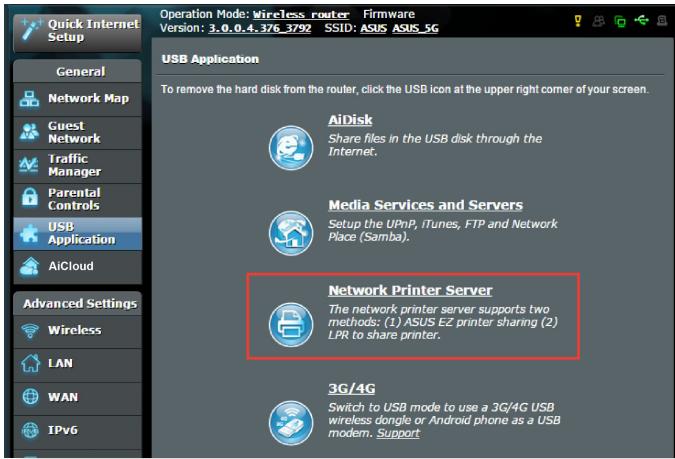 Quick Internet
Setup
Operation Mode: Wireless router Firmware
Version: 3.0.0.4.376_3792 SSID: ASUS ASUS_5G
General
Network Map
Guest
Network
Traffic
Manager
Parental
Controls
USB
Application
AiCloud
Advanced Settings
Wireless
LAN
WAN
IPv6
USB Application
To remove the hard disk from the router, click the USB icon at the upper right corner of your screen.
AiDisk
Share files in the USB disk through the
Internet.
Media Services and Servers
Setup the UPnP, iTunes, FTP and Network
Place (Samba).
Network Printer Server
The network printer server supports two
methods: (1) ASUS EZ printer sharing (2)
LPR to share printer.
3G/4G
Switch to USB mode to use a 3G/4G USB
wireless dongle or Android phone as a USB
modem. Support